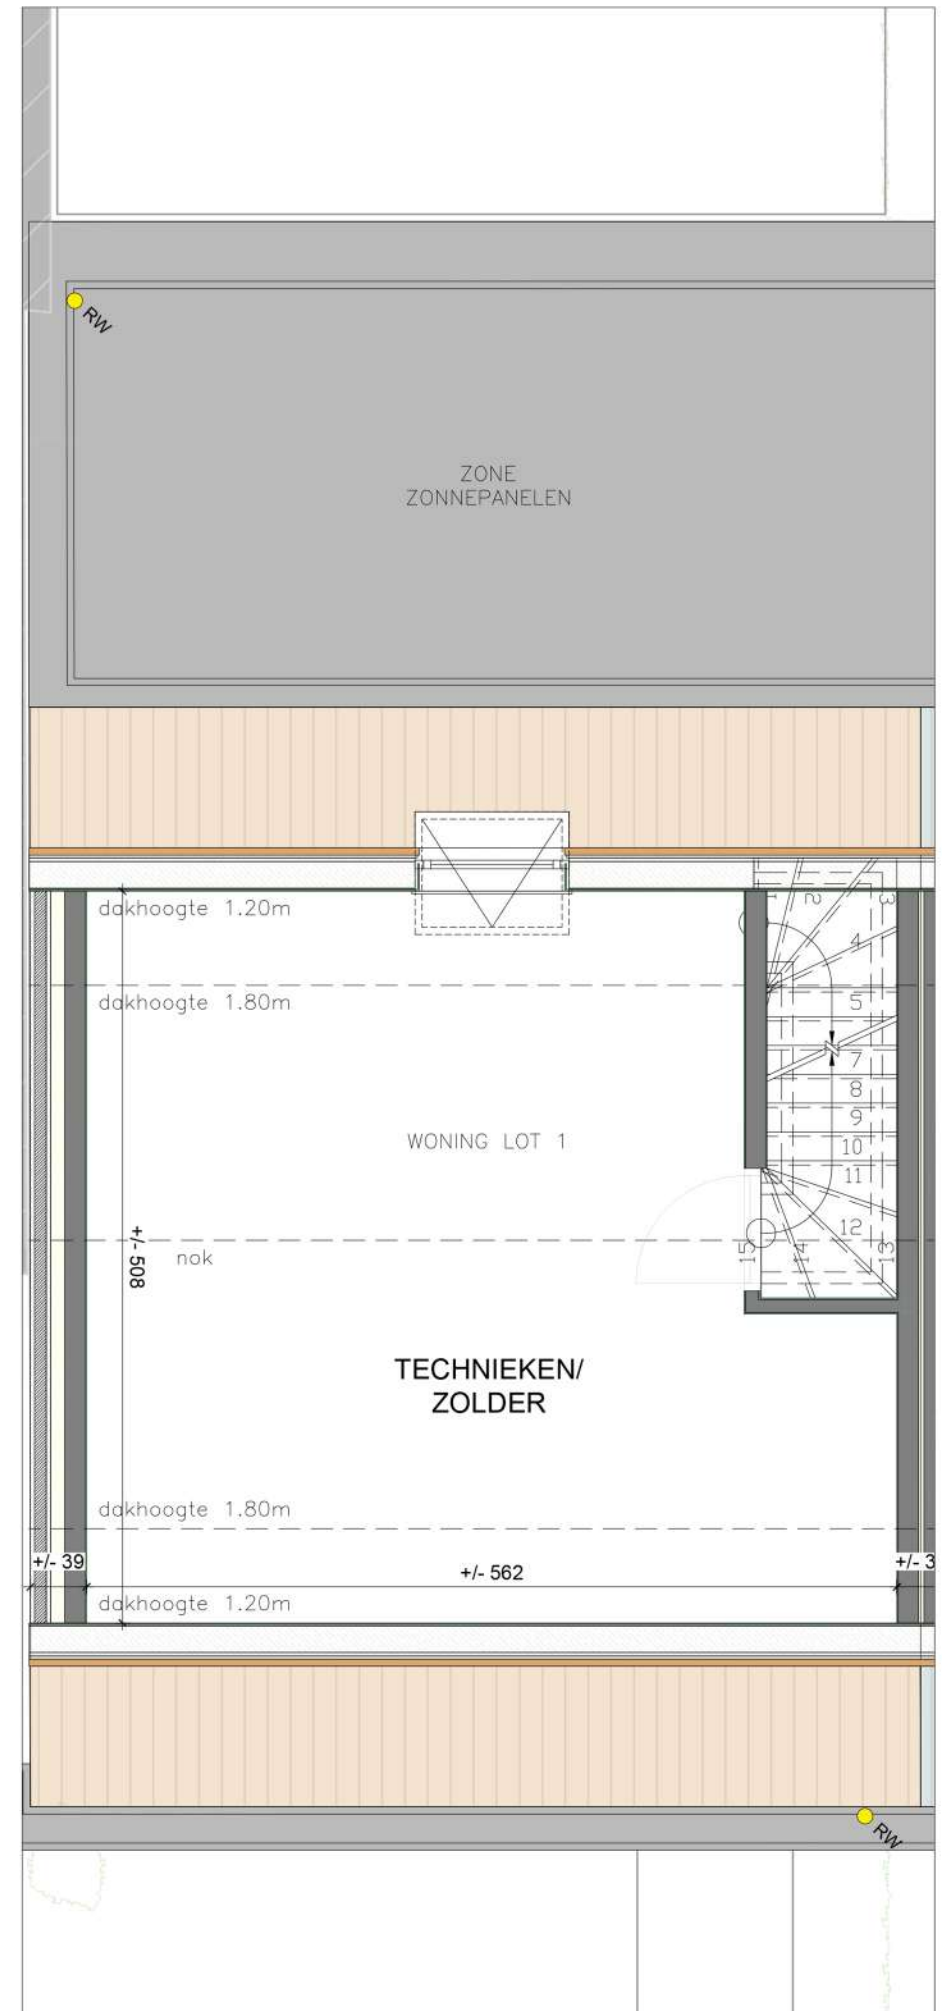 RW
ZONE
ZONNEPANELEN
dakhoogte 1.20m
1
2
3
4
dakhoogte 1.80m
5
7
8
9
WONING LOT 1
10
11
12
13
14
15
+/- 508
nok
TECHNIEKEN/
ZOLDER
dakhoogte 1.80m
+/- 39
+/- 562
+/- 3
dakhoogte 1.20m
RW